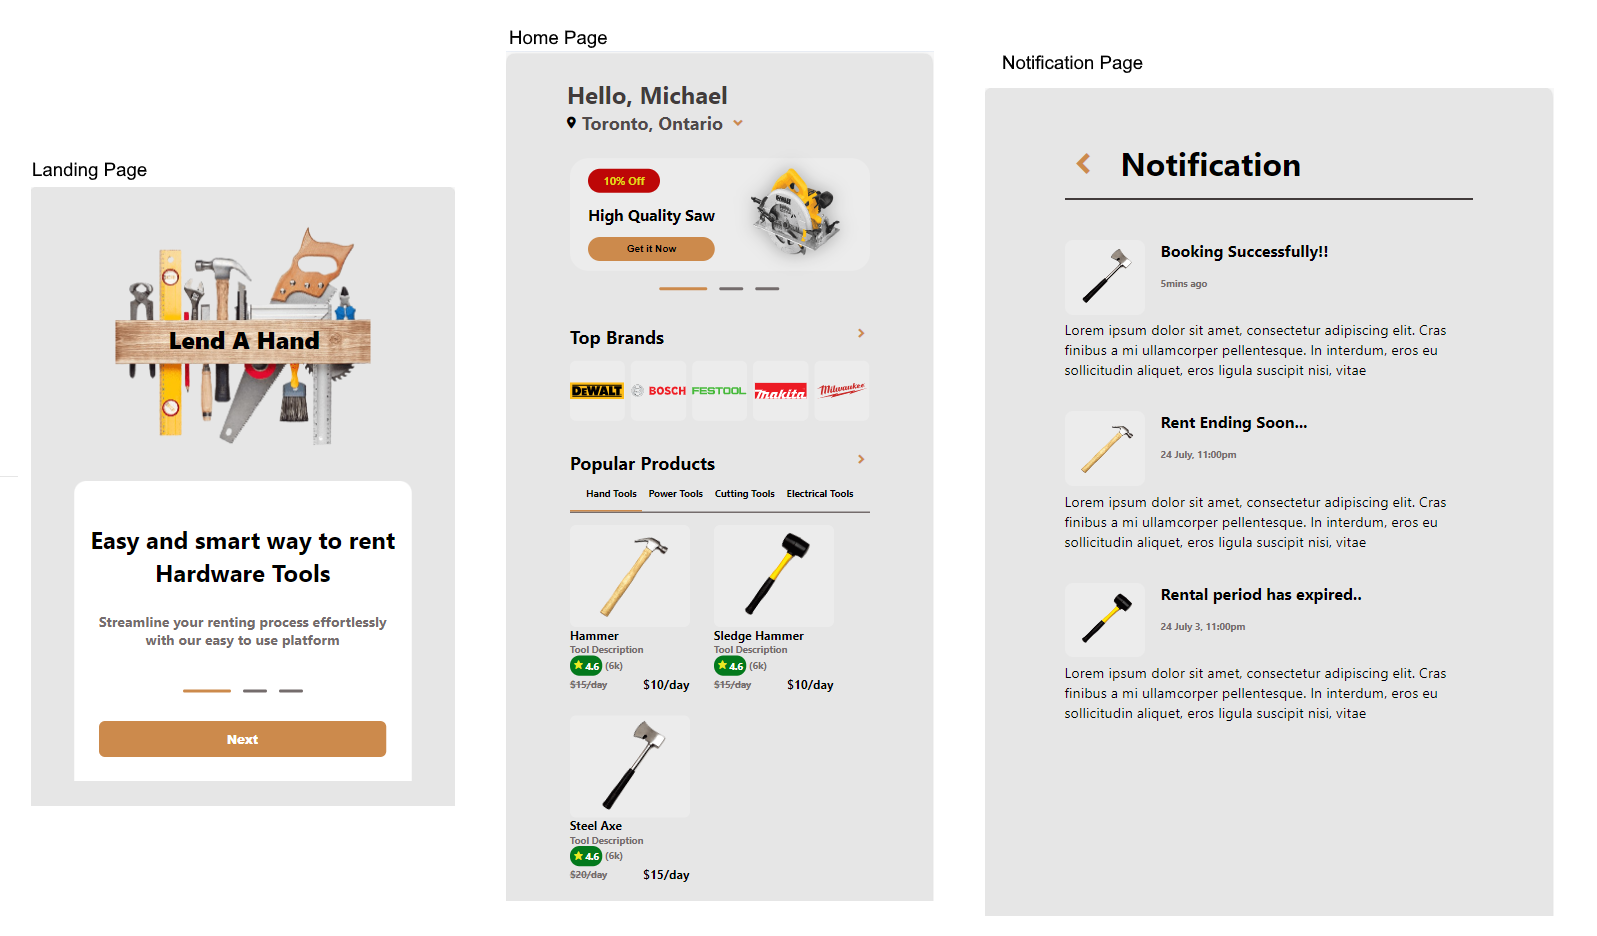 Landing Page
Lend A Hand
Easy and smart way to rent
Hardware Tools
Streamline your renting process effortlessly
with our easy to use platform
Next
Home Page
Hello, Michael
Toronto, Ontario
10% Off
High Quality Saw
Get it Now
DEWALT
Top Brands
DEWALT BOSCH FESTOOL makita Milwaukee
Popular Products
Hand Tools Power Tools Cutting Tools Electrical Tools
Hammer
Tool Description
4.6 (6k)
$15/day $10/day
Sledge Hammer
Tool Description
4.6 (6k)
$15/day $10/day
Steel Axe
Tool Description
4.6 (6k)
$20/day $15/day
Notification Page
Notification
Booking Successfully!!
5mins ago
Lorem ipsum dolor sit amet, consectetur adipiscing elit. Cras
finibus a mi ullamcorper pellentesque. In interdum, eros eu
sollicitudin aliquet, eros ligula suscipit nisi, vitae
Rent Ending Soon...
24 July, 11:00pm
Lorem ipsum dolor sit amet, consectetur adipiscing elit. Cras
finibus a mi ullamcorper pellentesque. In interdum, eros eu
sollicitudin aliquet, eros ligula suscipit nisi, vitae
Rental period has expired..
24 July 3, 11:00pm
Lorem ipsum dolor sit amet, consectetur adipiscing elit. Cras
finibus a mi ullamcorper pellentesque. In interdum, eros eu
sollicitudin aliquet, eros ligula suscipit nisi, vitae